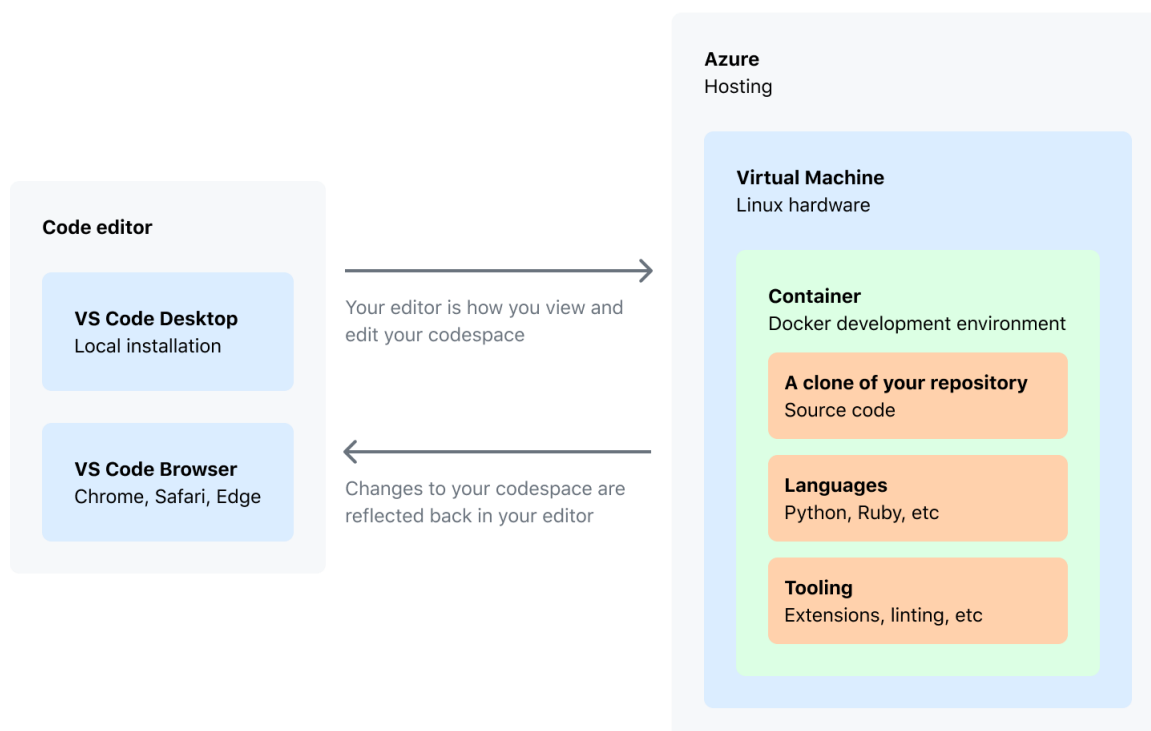 Code editor
VS Code Desktop
Local installation
VS Code Browser
Chrome, Safari, Edge
Your editor is how you view and
edit your codespace
Changes to your codespace are
reflected back in your editor
Azure
Hosting
Virtual Machine
Linux hardware
Container
Docker development environment
A clone of your repository
Source code
Languages
Python, Ruby, etc
Tooling
Extensions, linting, etc